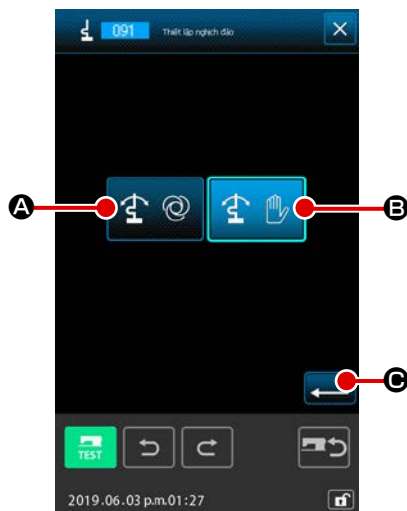 091 Thiết lập nghịch đảo
A
B
C
TEST
2019.06.03 p.m.01:27